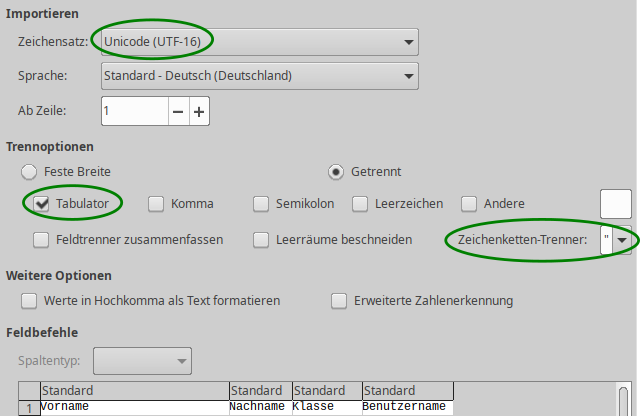 Importieren
Zeichensatz: Unicode (UTF-16)
Sprache: Standard - Deutsch (Deutschland)
Ab Zeile: 1
Trennoptionen
Feste Breite Getrennt
Tabulator Komma Semikolon Leerzeichen Andere
Feldtrenner zusammenfassen Leerräume beschneiden Zeichenketten-Trenner: "
Weitere Optionen
Werte in Hochkomma als Text formatieren Erweiterte Zahlenerkennung
Feldbefehle
Spaltentyp:
Standard Standard Standard Standard
1 Vorname Nachname Klasse Benutzername